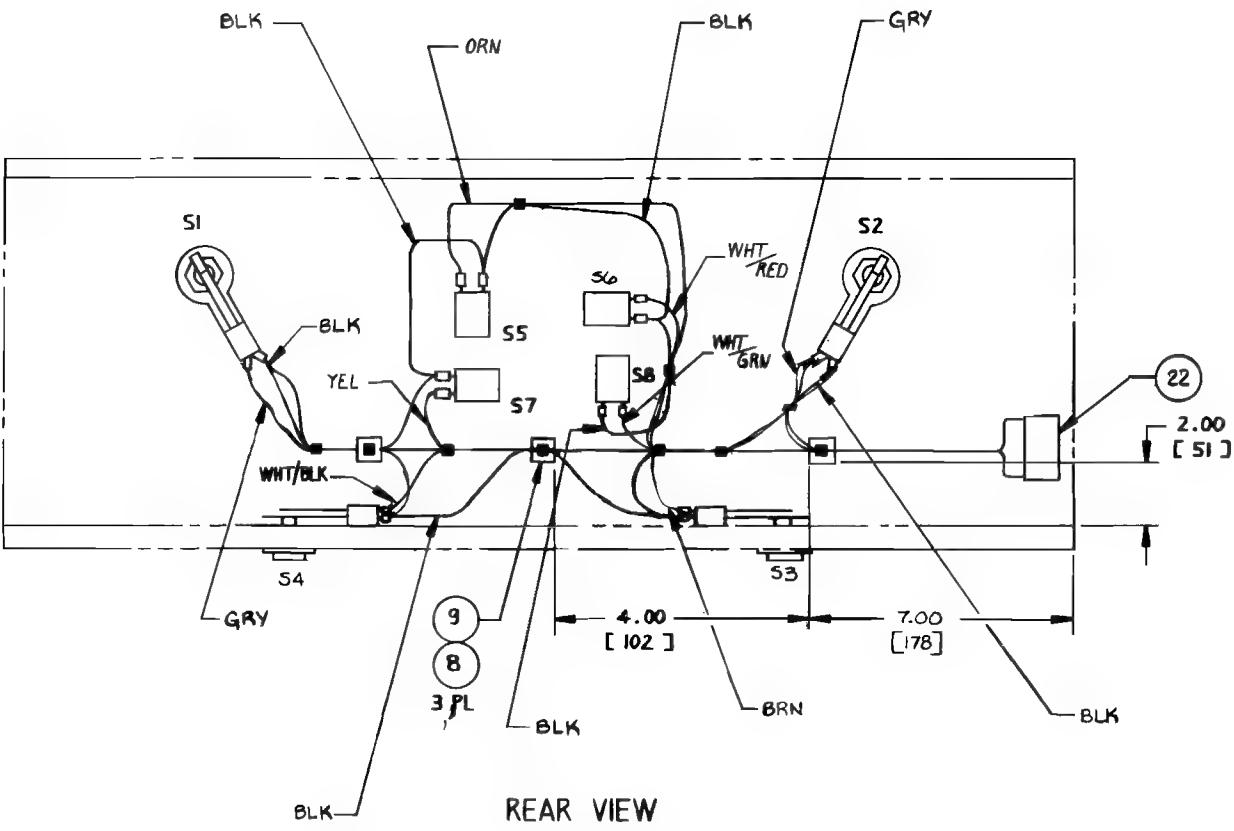 BLK
BLK
GRY
ORN
S1
S2
WHT/RED
S6
S5
BLK
WHT/GRN
YEL
S8
S7
22
2.00
[ 51 ]
WHT/BLK
S4
S3
GRY
9
4.00
[ 102 ]
7.00
[178]
8
3 PL
BLK
BRN
BLK
BLK
REAR VIEW